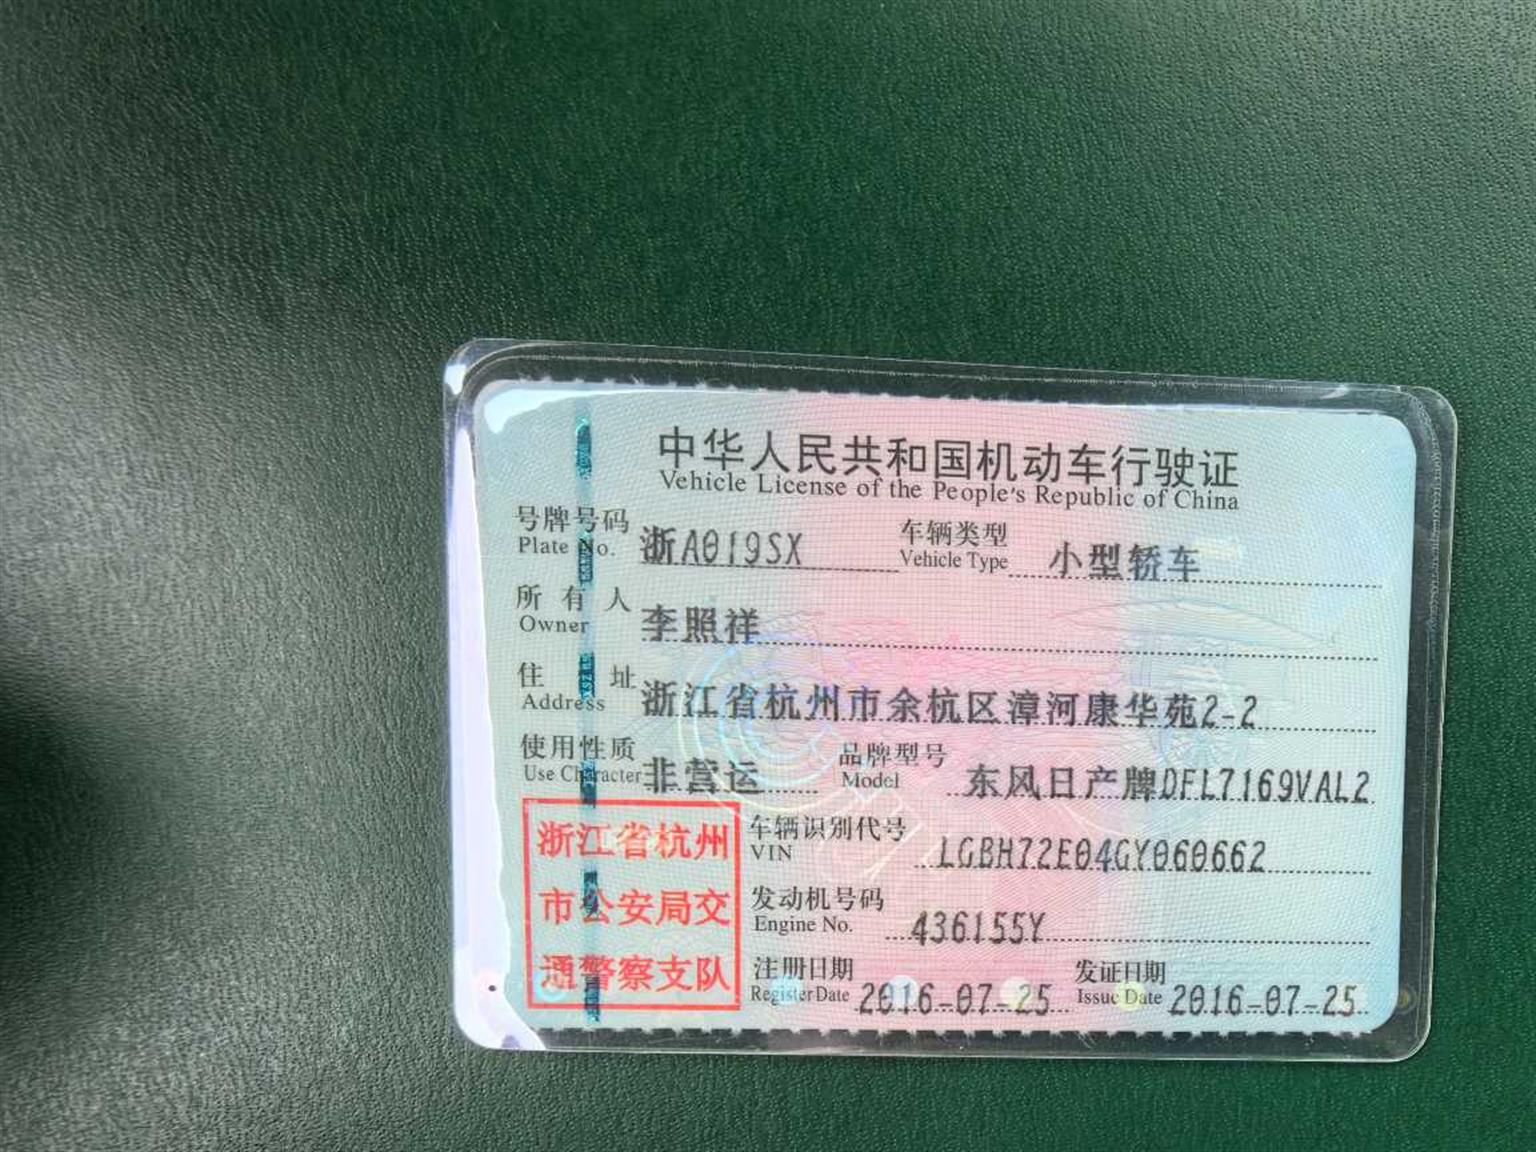 中华人民共和国机动车行驶证
Vehicle License of the People's Republic of China
号牌号码 浙A019SX 车辆类型 小型轿车
Plate No. Vehicle Type
所有人 李照祥
Owner
住址 浙江省杭州市余杭区漳河康华苑2-2
Address
使用性质 非营运 品牌型号 东风日产牌DFL7169VAL2
Use Character Model
浙江省杭州
市公安局交
通警察支队
车辆识别代号 LGBH72E04GY060662
VIN
发动机号码 436155Y
Engine No.
注册日期 2016-07-25 发证日期 2016-07-25
Register Date Issue Date